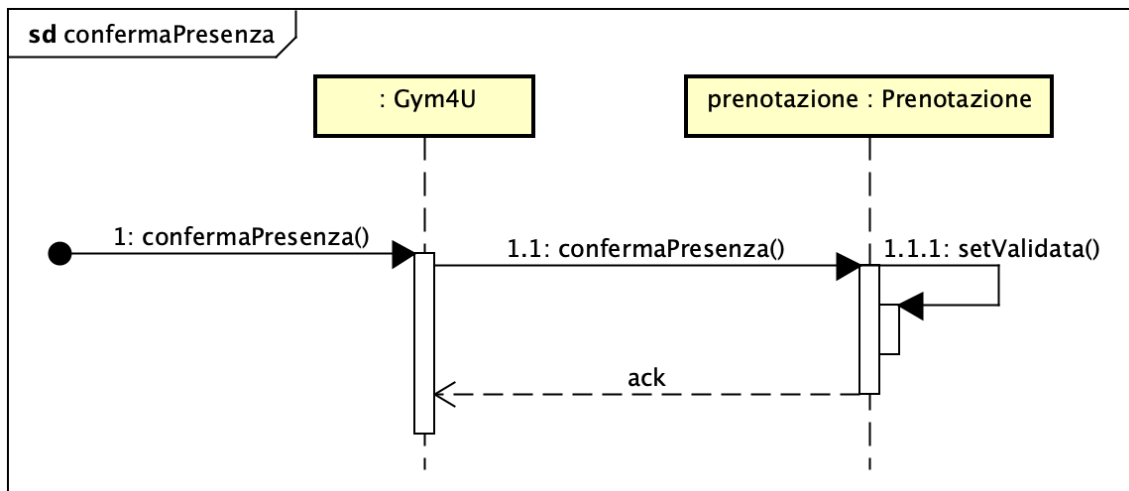 sd confermaPresenza
: Gym4U
prenotazione : Prenotazione
1: confermaPresenza()
1.1: confermaPresenza()
1.1.1: setValidata()
ack